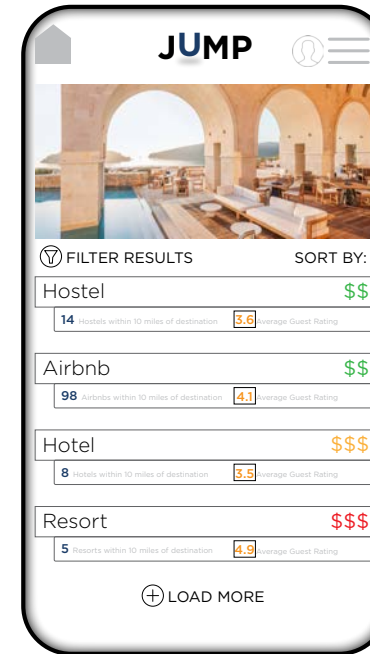 JUMP
FILTER RESULTS SORT BY:
Hostel $$
14 Hostels within 10 miles of destination 3.6 Average Guest Rating
Airbnb $$
98 Airbnbs within 10 miles of destination 4.1 Average Guest Rating
Hotel $$$
8 Hotels within 10 miles of destination 3.5 Average Guest Rating
Resort $$$
5 Resorts within 10 miles of destination 4.9 Average Guest Rating
LOAD MORE